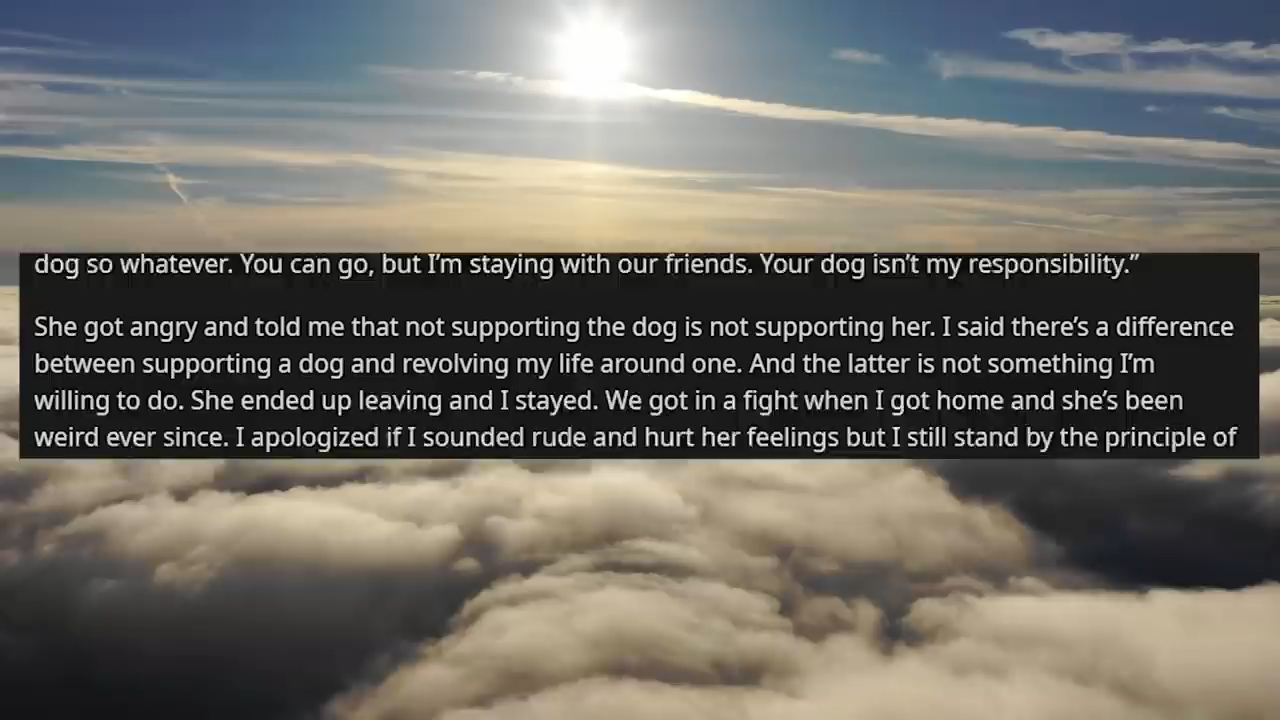 dog so whatever. You can go, but I’m staying with our friends. Your dog isn’t my responsibility.”
She got angry and told me that not supporting the dog is not supporting her. I said there’s a difference
between supporting a dog and revolving my life around one. And the latter is not something I’m
willing to do. She ended up leaving and I stayed. We got in a fight when I got home and she’s been
weird ever since. I apologized if I sounded rude and hurt her feelings but I still stand by the principle of